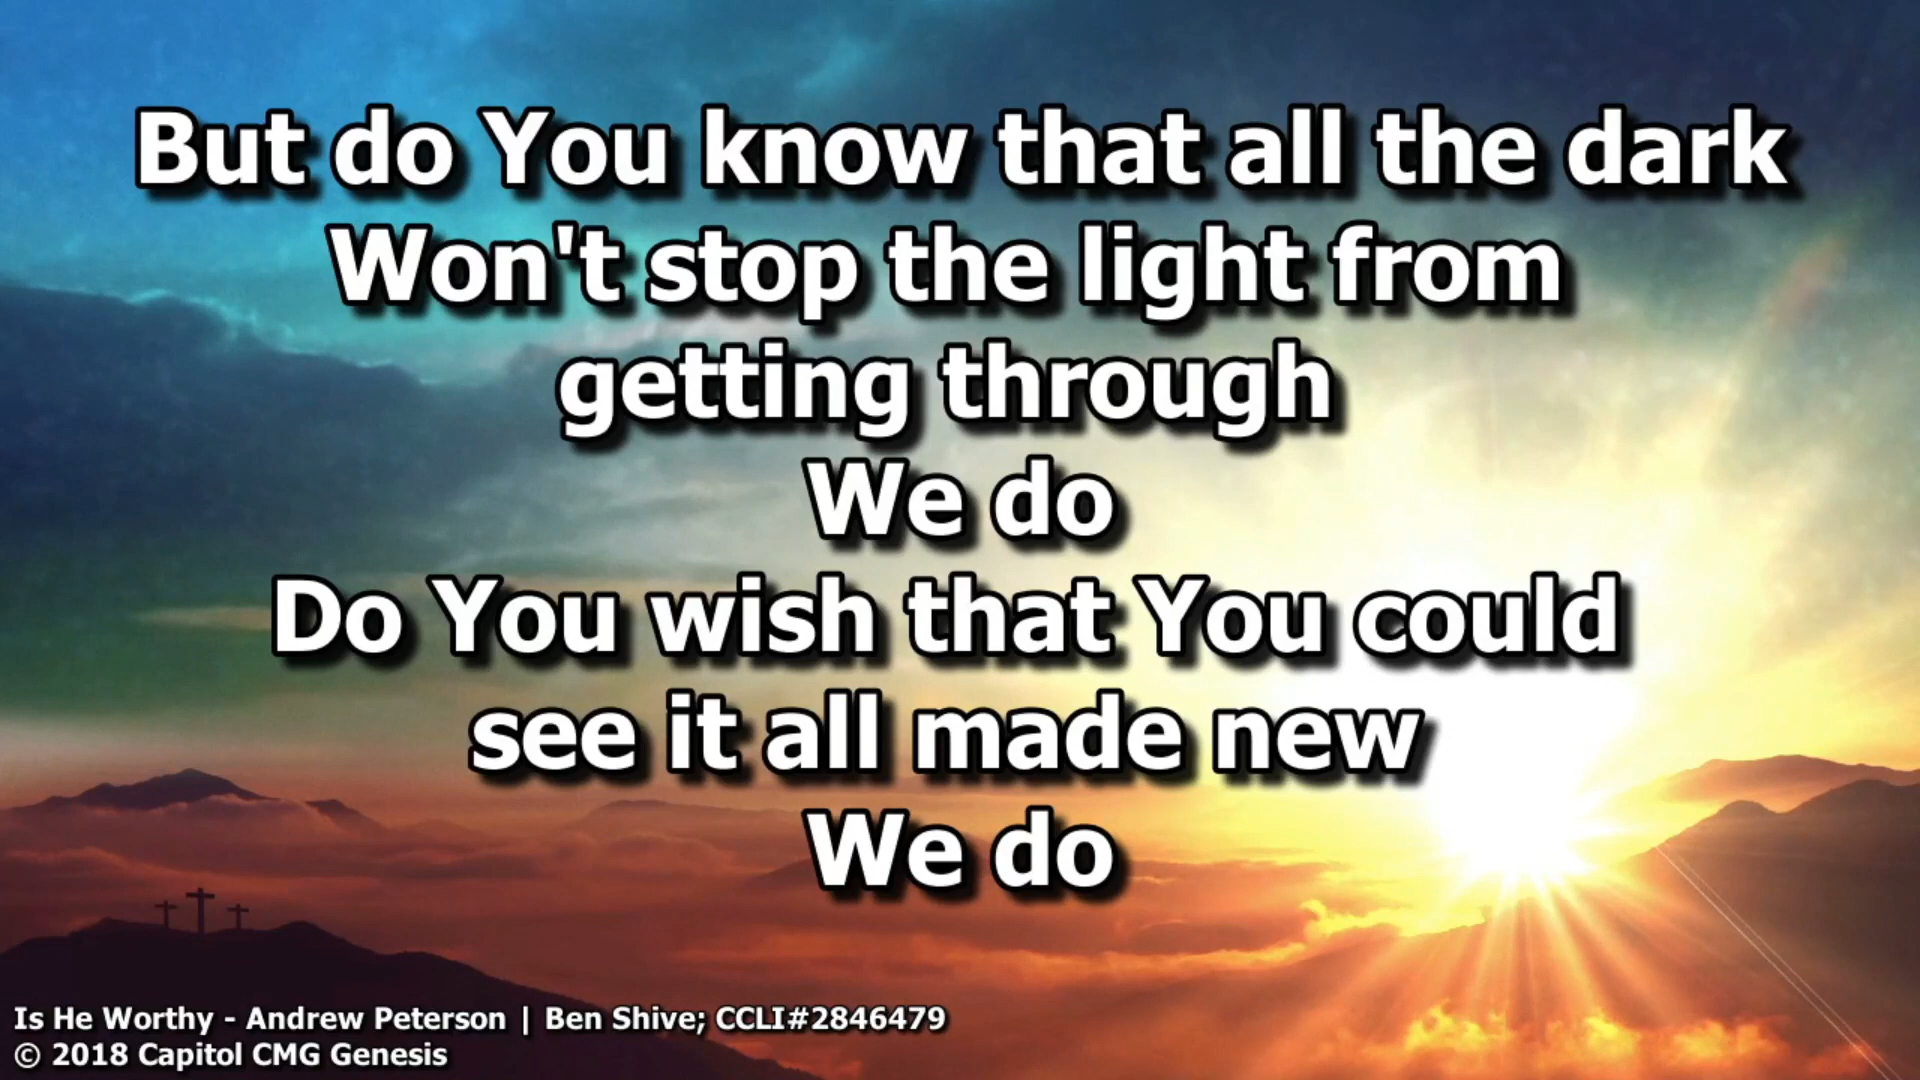 But do You know that all the dark
Won't stop the light from
getting through
We do
Do You wish that You could
see it all made new
We do
Is He Worthy - Andrew Peterson | Ben Shive; CCLI#2846479
© 2018 Capitol CMG Genesis